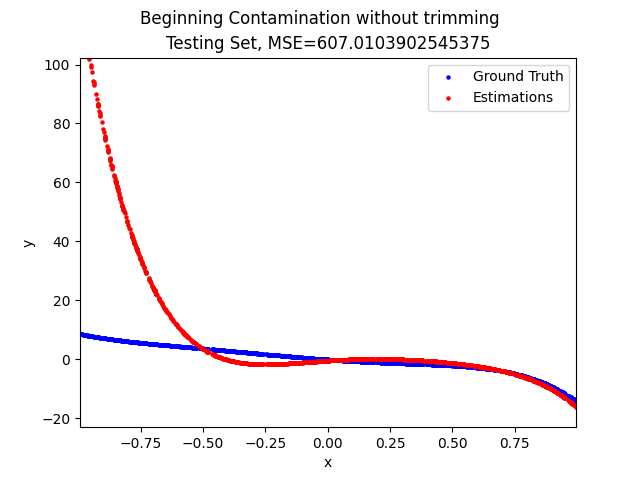 Beginning Contamination without trimming
Testing Set, MSE=607.0103902545375
Ground Truth
Estimations
100
80
60
40
20
0
−20
y
−0.75 −0.50 −0.25 0.00 0.25 0.50 0.75
x